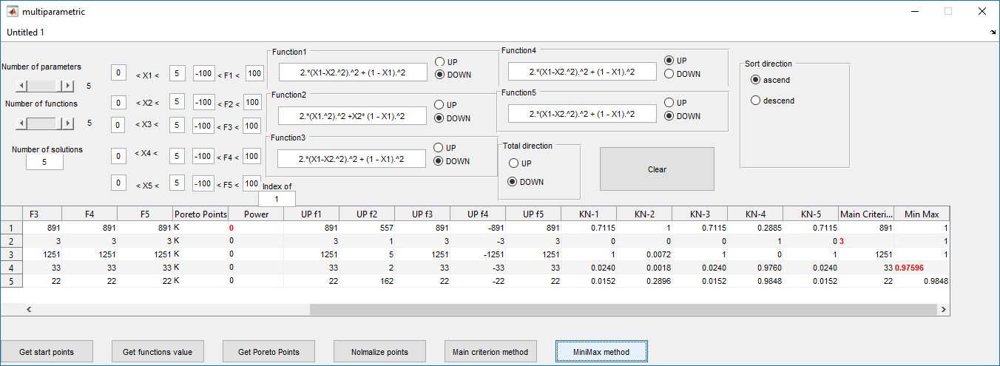 multiparametric
Untitled 1
Number of parameters
5
Number of functions
5
Number of solutions
5
0 < X1 < 5 -100 < F1 < 100
0 < X2 < 5 -100 < F2 < 100
0 < X3 < 5 -100 < F3 < 100
0 < X4 < 5 -100 < F4 < 100
0 < X5 < 5 -100 < F5 < 100
Function1
2.*(X1-X2.^2).^2 + (1 - X1).^2
UP
DOWN
Function2
2.*(X1.^2).^2 +X2* (1 - X1).^2
UP
DOWN
Function3
2.*(X1-X2.^2).^2 + (1 - X1).^2
UP
DOWN
Index of
1
Function4
2.*(X1-X2.^2).^2 + (1 - X1).^2
UP
DOWN
Function5
2.*(X1-X2.^2).^2 + (1 - X1).^2
UP
DOWN
Total direction
UP
DOWN
Clear
Sort direction
ascend
descend
F3 F4 F5 Poreto Points Power UP f1 UP f2 UP f3 UP f4 UP f5 KN-1 KN-2 KN-3 KN-4 KN-5 Main Criteri... Min Max
1 891 891 891 K 0 891 557 891 -891 891 0.7115 1 0.7115 0.2885 0.7115 891 1
2 3 3 3 K 0 3 1 3 -3 3 0 0 0 1 0 3 1
3 1251 1251 1251 K 0 1251 5 1251 -1251 1251 1 0.0072 1 0 1 1251 1
4 33 33 33 K 0 33 2 33 -33 33 0.0240 0.0018 0.0240 0.9760 0.0240 33 0.97596
5 22 22 22 K 0 22 162 22 -22 22 0.0152 0.2896 0.0152 0.9848 0.0152 22 0.9848
Get start points
Get functions value
Get Poreto Points
Nolmalize points
Main criterion method
MiniMax method